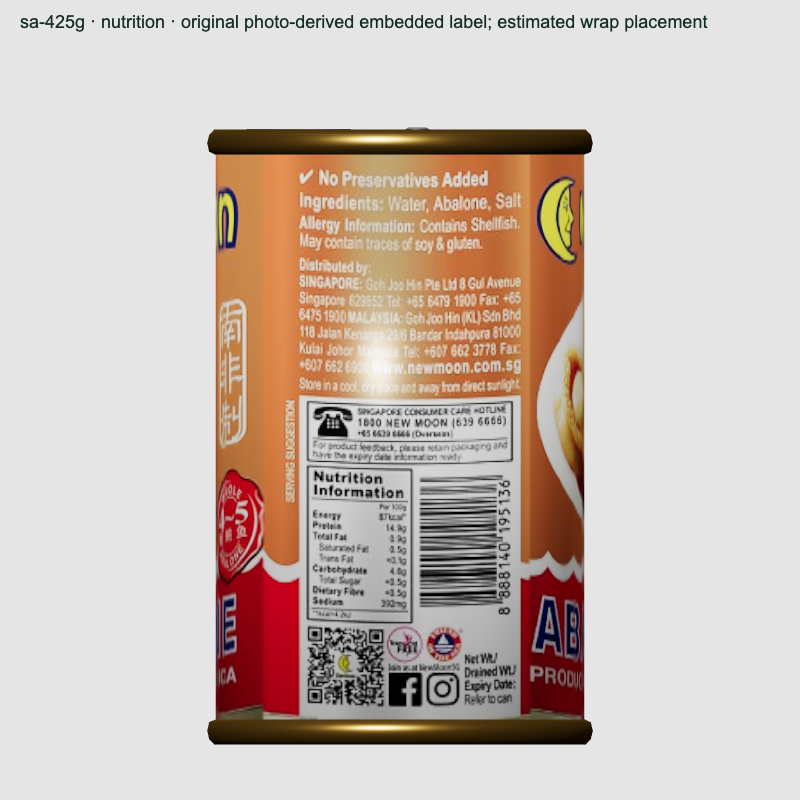 sa-425g · nutrition · original photo-derived embedded label; estimated wrap placement
✓ No Preservatives Added
Ingredients: Water, Abalone, Salt
Allergy Information: Contains Shellfish.
May contain traces of soy & gluten.
Distributed by:
SINGAPORE: Goh Joo Hin Pte Ltd 8 Gul Avenue
Singapore 629652 Tel: +65 6479 1900 Fax: +65
6475 1900 MALAYSIA: Goh Joo Hin (KL) Sdn Bhd
118 Jalan Kenanga 29/6 Bandar Indahpura 81000
Kulai Johor Malaysia Tel: +607 662 3778 Fax:
+607 662 www.newmoon.com.sg
Store in a cool, dry place and away from direct sunlight.
SINGAPORE CONSUMER CARE HOTLINE
1800 NEW MOON (639 6666)
+65 6639 6666 (Overseas)
For product feedback, please retain packaging and
have the expiry date information ready.
SERVING SUGGESTION
Nutrition
Information
Per 100g
Energy 87kcal*
Protein 14.9g
Total Fat 0.9g
Saturated Fat 0.5g
Trans Fat <0.1g
Carbohydrate 4.6g
Total Sugar <0.5g
Dietary Fibre <0.5g
Sodium 392mg
8 888140 195136
Join us at NewMoonSG
Net Wt/
Drained Wt/
Expiry Date:
Refer to can
南非制
4~5
AB
PRODUC
E
ICA